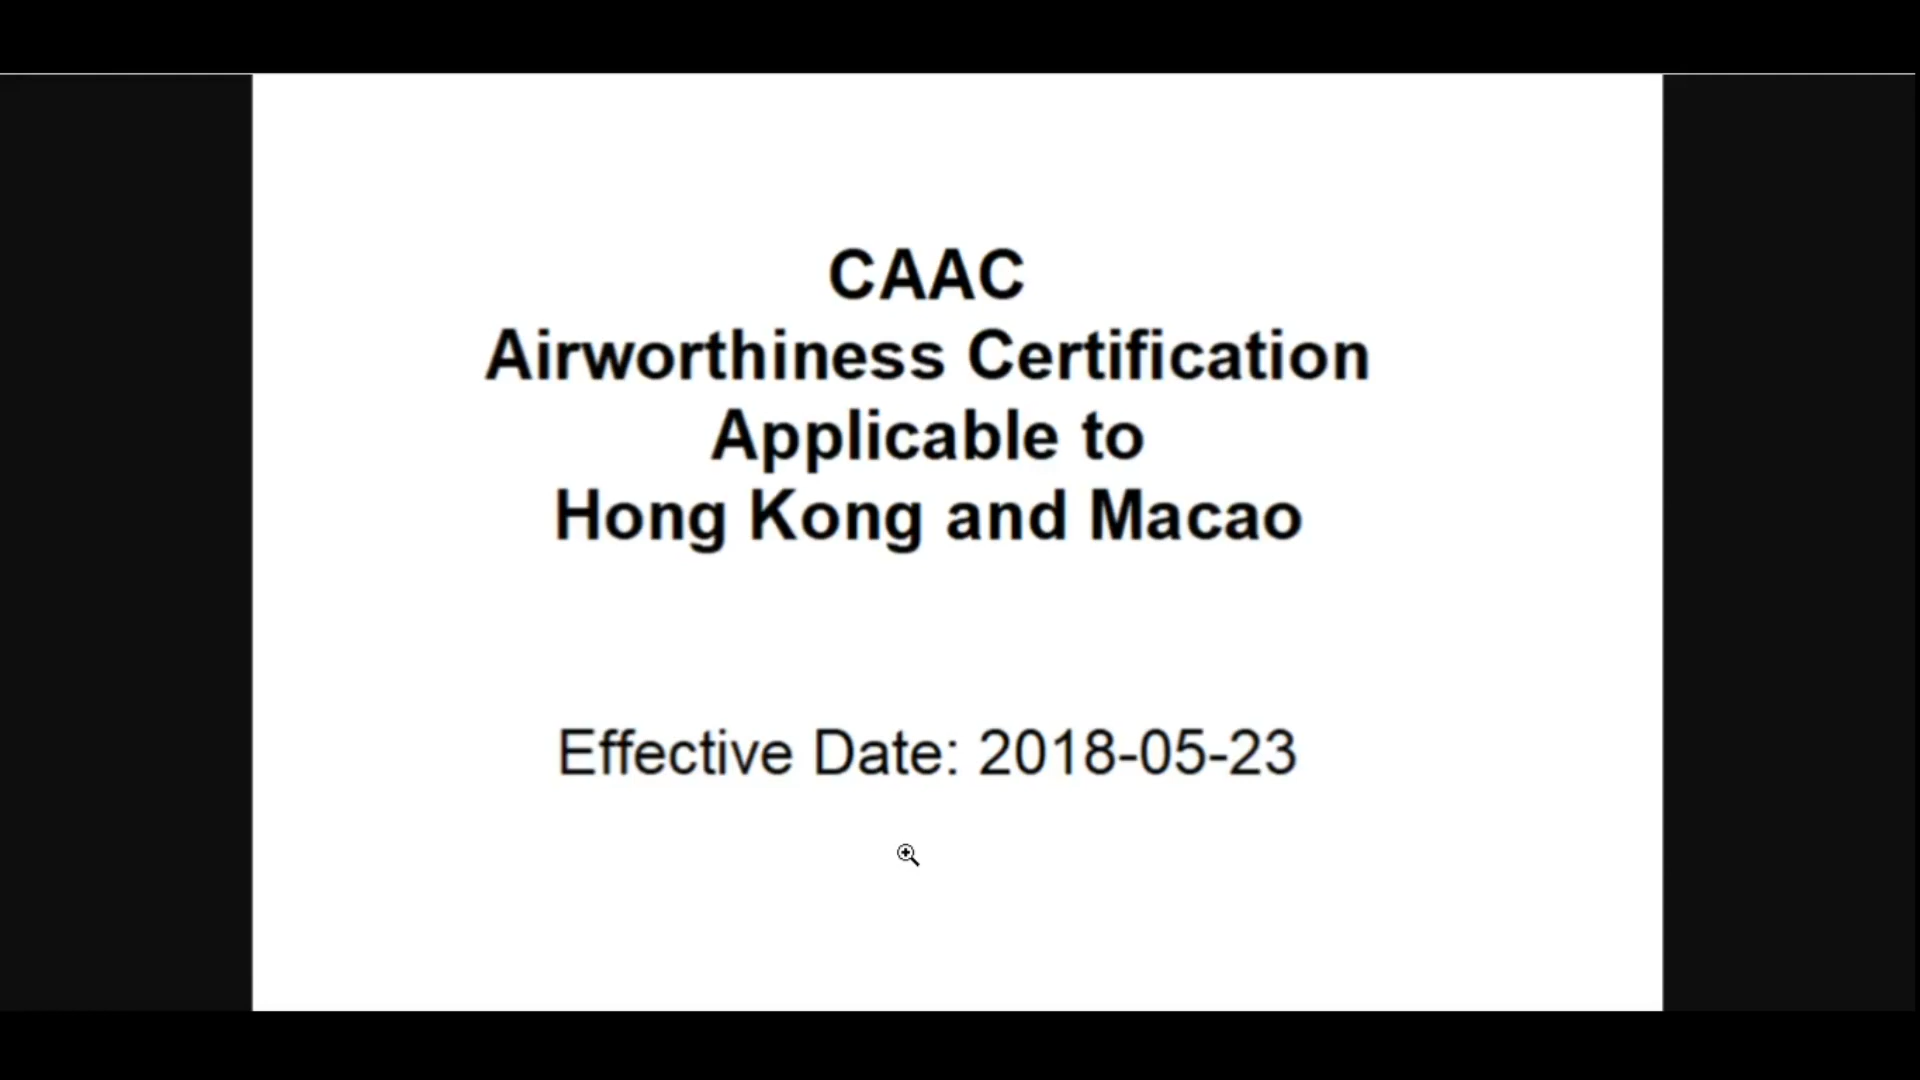 CAAC
Airworthiness Certification
Applicable to
Hong Kong and Macao
Effective Date: 2018-05-23